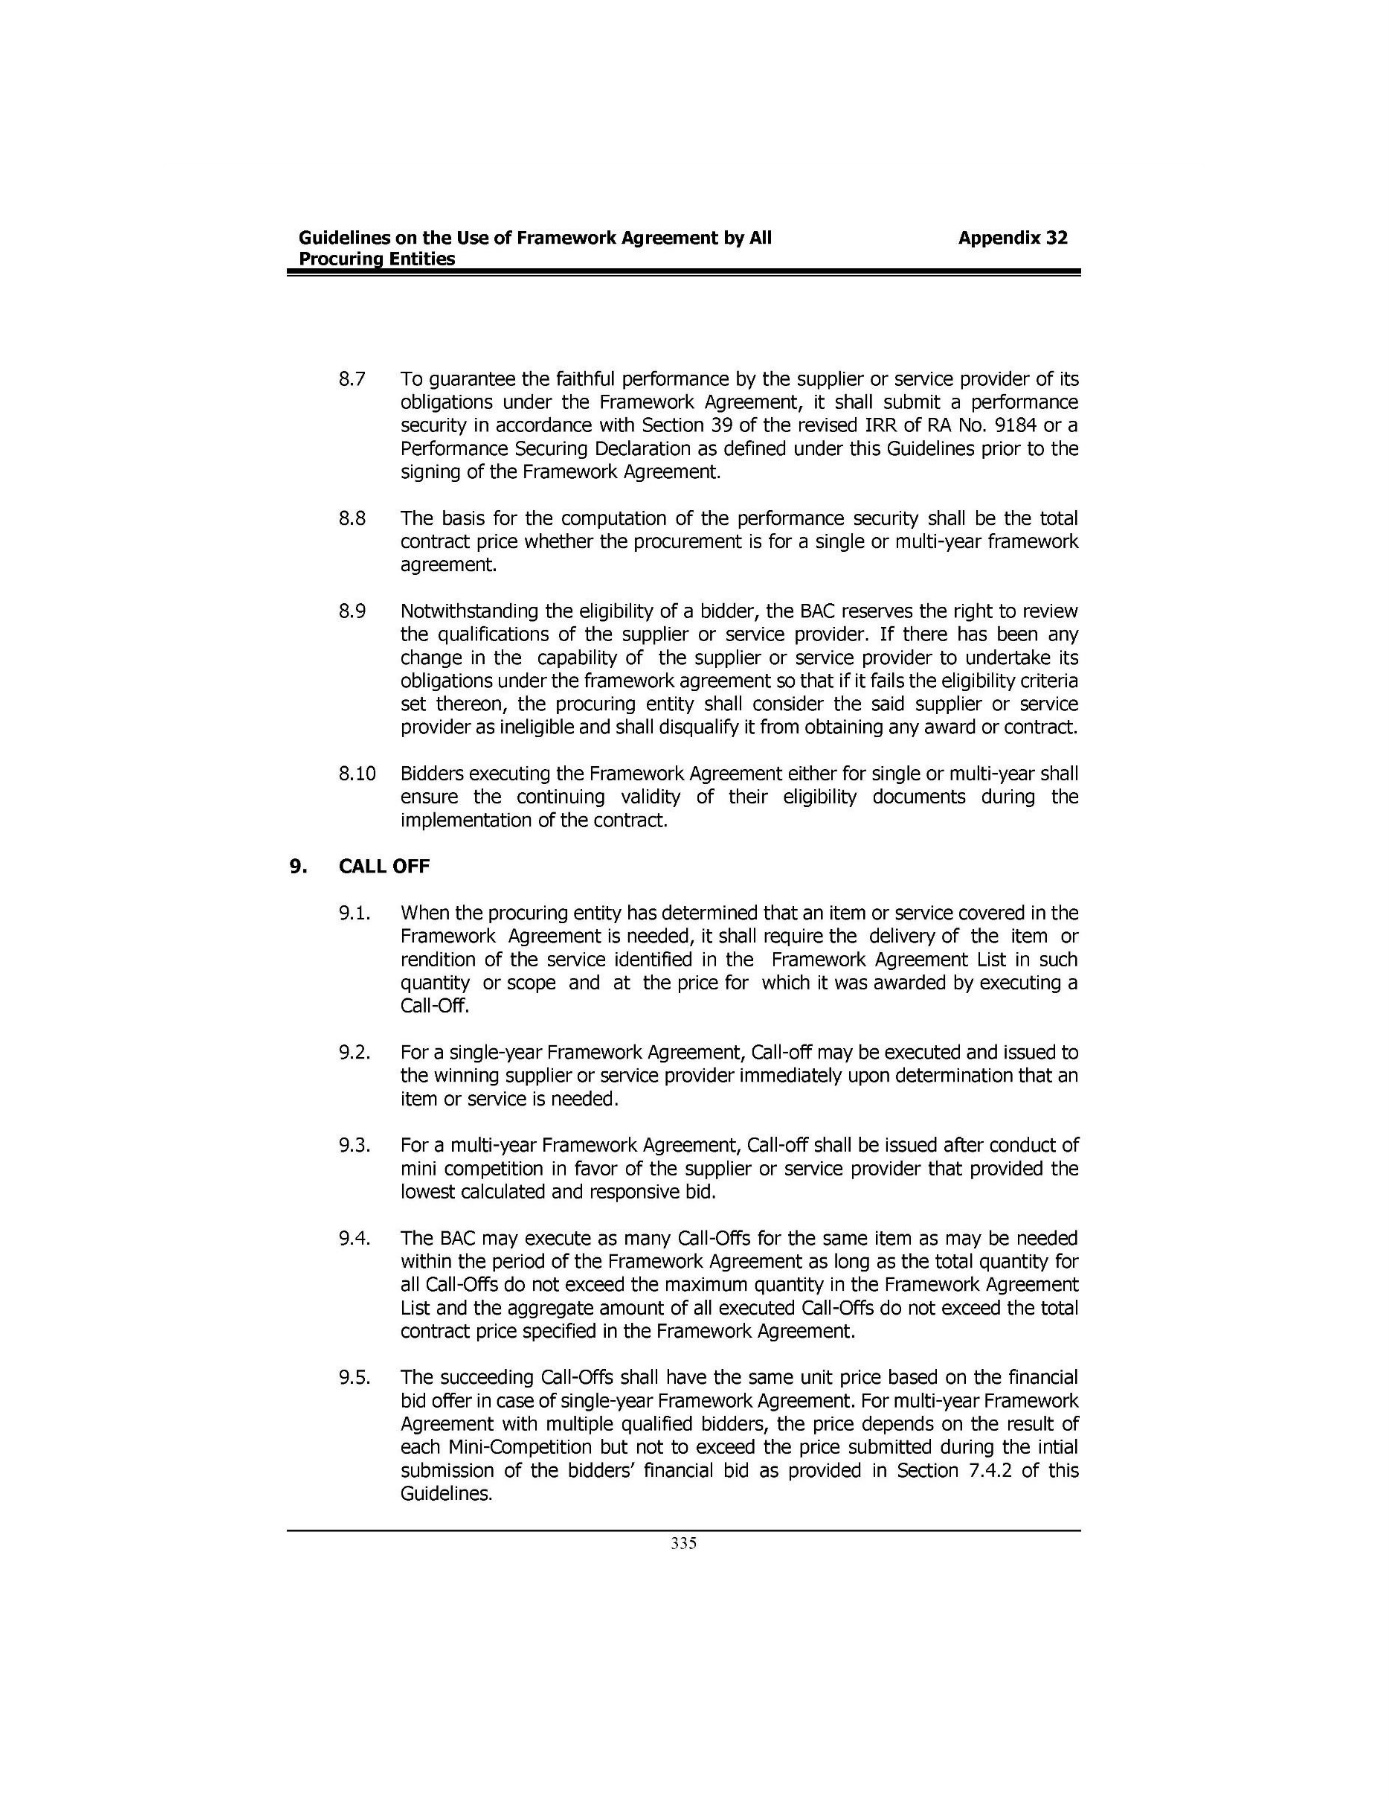 Guidelines on the Use of Framework Agreement by All Appendix 32
Procuring Entities
8.7 To guarantee the faithful performance by the supplier or service provider of its
obligations under the Framework Agreement, it shall submit a performance
security in accordance with Section 39 of the revised IRR of RA No. 9184 or a
Performance Securing Declaration as defined under this Guidelines prior to the
signing of the Framework Agreement.
8.8 The basis for the computation of the performance security shall be the total
contract price whether the procurement is for a single or multi-year framework
agreement.
8.9 Notwithstanding the eligibility of a bidder, the BAC reserves the right to review
the qualifications of the supplier or service provider. If there has been any
change in the capability of the supplier or service provider to undertake its
obligations under the framework agreement so that if it fails the eligibility criteria
set thereon, the procuring entity shall consider the said supplier or service
provider as ineligible and shall disqualify it from obtaining any award or contract.
8.10 Bidders executing the Framework Agreement either for single or multi-year shall
ensure the continuing validity of their eligibility documents during the
implementation of the contract.
9. CALL OFF
9.1. When the procuring entity has determined that an item or service covered in the
Framework Agreement is needed, it shall require the delivery of the item or
rendition of the service identified in the Framework Agreement List in such
quantity or scope and at the price for which it was awarded by executing a
Call-Off.
9.2. For a single-year Framework Agreement, Call-off may be executed and issued to
the winning supplier or service provider immediately upon determination that an
item or service is needed.
9.3. For a multi-year Framework Agreement, Call-off shall be issued after conduct of
mini competition in favor of the supplier or service provider that provided the
lowest calculated and responsive bid.
9.4. The BAC may execute as many Call-Offs for the same item as may be needed
within the period of the Framework Agreement as long as the total quantity for
all Call-Offs do not exceed the maximum quantity in the Framework Agreement
List and the aggregate amount of all executed Call-Offs do not exceed the total
contract price specified in the Framework Agreement.
9.5. The succeeding Call-Offs shall have the same unit price based on the financial
bid offer in case of single-year Framework Agreement. For multi-year Framework
Agreement with multiple qualified bidders, the price depends on the result of
each Mini-Competition but not to exceed the price submitted during the intial
submission of the bidders’ financial bid as provided in Section 7.4.2 of this
Guidelines.
335